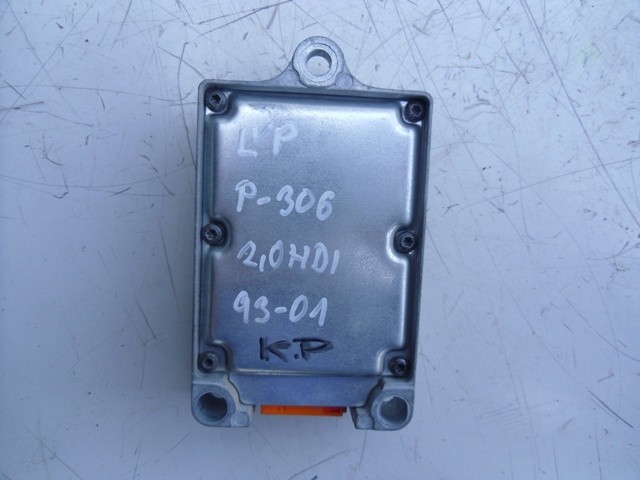 L'P
P-306
2,0HDI
93-01
K.P